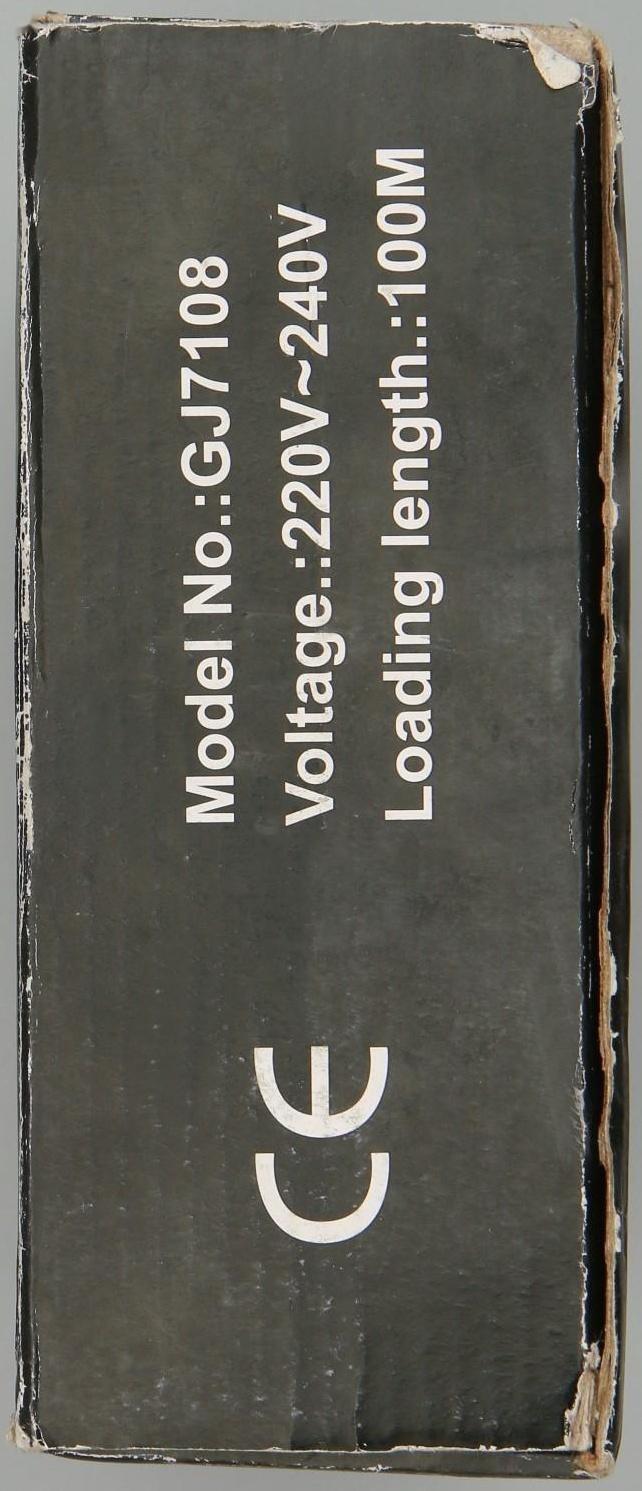 Model No.:GJ7108
Voltage.:220V~240V
Loading length.:100M
CE